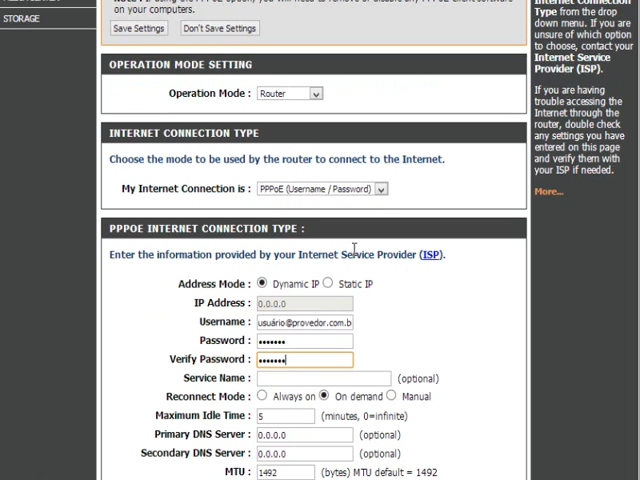 on your computers.
Save Settings Don't Save Settings
STORAGE
OPERATION MODE SETTING
Operation Mode : Router
INTERNET CONNECTION TYPE
Choose the mode to be used by the router to connect to the Internet.
My Internet Connection is : PPPoE (Username / Password)
PPPOE INTERNET CONNECTION TYPE :
Enter the information provided by your Internet Service Provider (ISP).
Address Mode : Dynamic IP Static IP
IP Address : 0.0.0.0
Username : usuário@provedor.com.b
Password : •••••••
Verify Password : •••••••
Service Name : (optional)
Reconnect Mode : Always on On demand Manual
Maximum Idle Time : 5 (minutes, 0=infinite)
Primary DNS Server : 0.0.0.0 (optional)
Secondary DNS Server : 0.0.0.0 (optional)
MTU : 1492 (bytes) MTU default = 1492
Internet Connection
Type from the drop
down menu. If you are
unsure of which option
to choose, contact your
Internet Service
Provider (ISP).
If you are having
trouble accessing the
Internet through the
router, double check
any settings you have
entered on this page
and verify them with
your ISP if needed.
More...